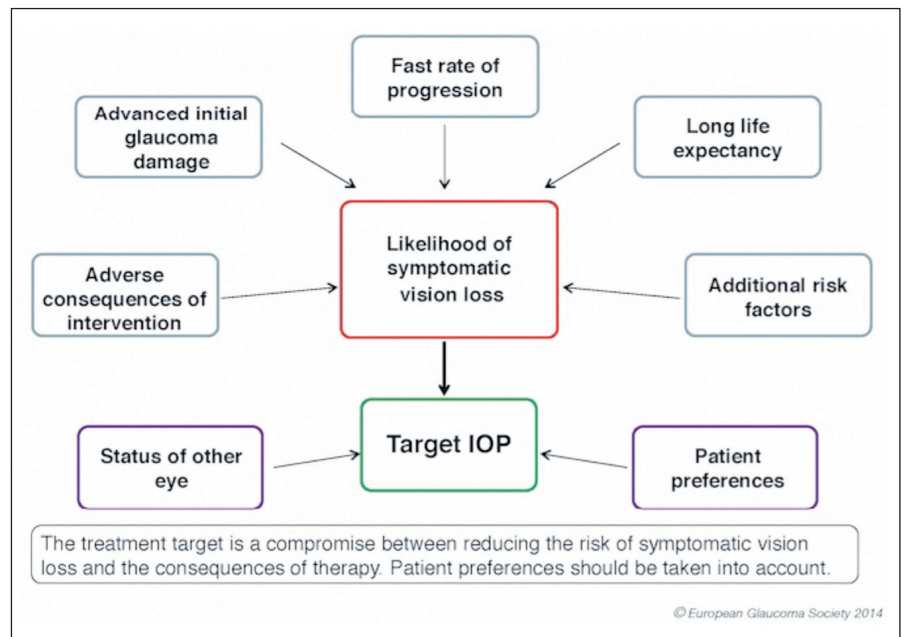 Fast rate of
progression
Advanced initial
glaucoma
damage
Long life
expectancy
Likelihood of
symptomatic
vision loss
Adverse
consequences of
intervention
Additional risk
factors
Target IOP
Status of other
eye
Patient
preferences
The treatment target is a compromise between reducing the risk of symptomatic vision
loss and the consequences of therapy. Patient preferences should be taken into account.
© European Glaucoma Society 2014